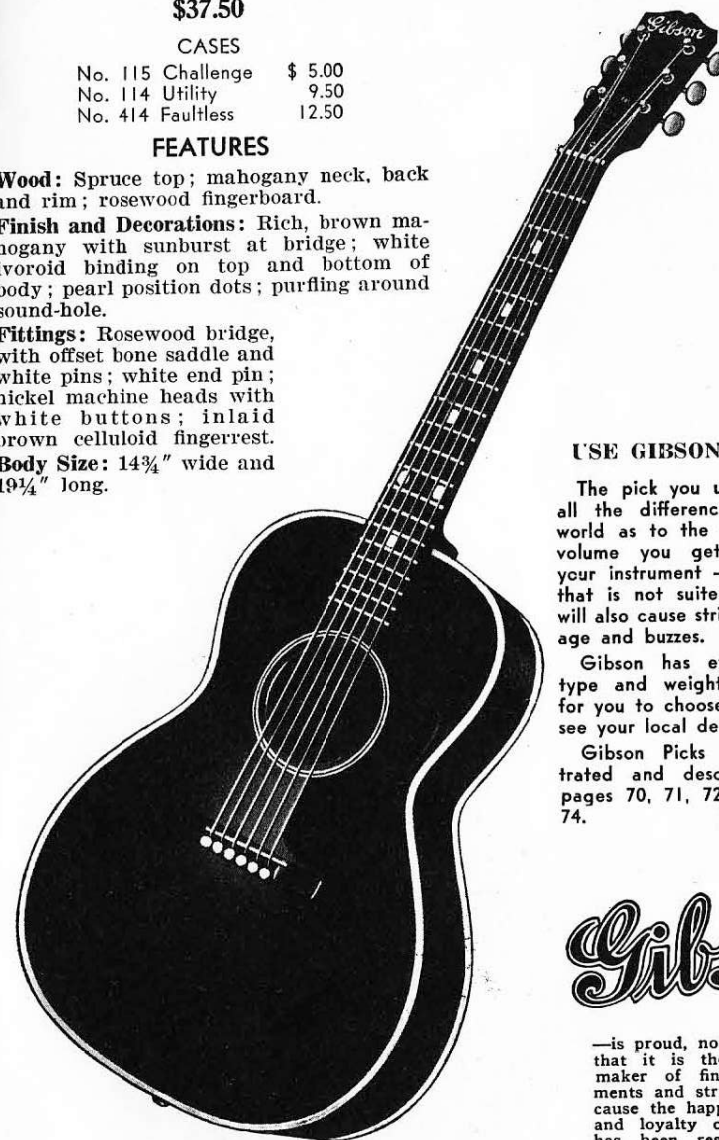 $37.50
CASES
No. 115 Challenge $ 5.00
No. 114 Utility 9.50
No. 414 Faultless 12.50
FEATURES
Wood: Spruce top; mahogany neck, back
and rim; rosewood fingerboard.
Finish and Decorations: Rich, brown ma-
hogany with sunburst at bridge; white
ivoroid binding on top and bottom of
body; pearl position dots; purfling around
sound-hole.
Fittings: Rosewood bridge,
with offset bone saddle and
white pins; white end pin;
nickel machine heads with
white buttons; inlaid
brown celluloid fingerrest.
Body Size: 14¾" wide and
19¼" long.
Gibson
USE GIBSON
The pick you u
all the differenc
world as to the
volume you get
your instrument -
that is not suite
will also cause stri
age and buzzes.
Gibson has e
type and weight
for you to choose
see your local de
Gibson Picks
trated and desc
pages 70, 71, 72
74.
Gib
—is proud, no
that it is the
maker of fin
ments and str
cause the happ
and loyalty o
has been